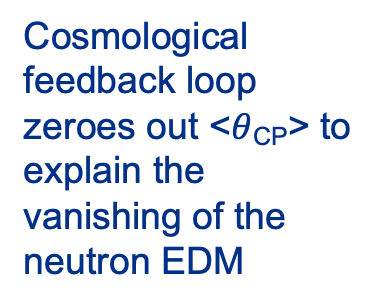 Cosmological
feedback loop
zeroes out <θCP> to
explain the
vanishing of the
neutron EDM